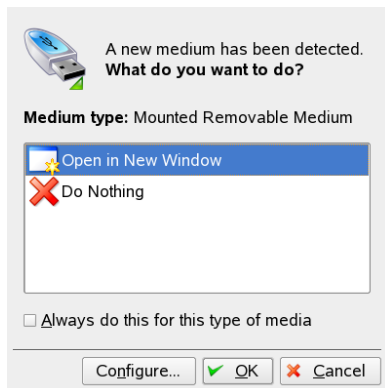 A new medium has been detected.
What do you want to do?
Medium type: Mounted Removable Medium
Open in New Window
Do Nothing
Always do this for this type of media
Configure... OK Cancel